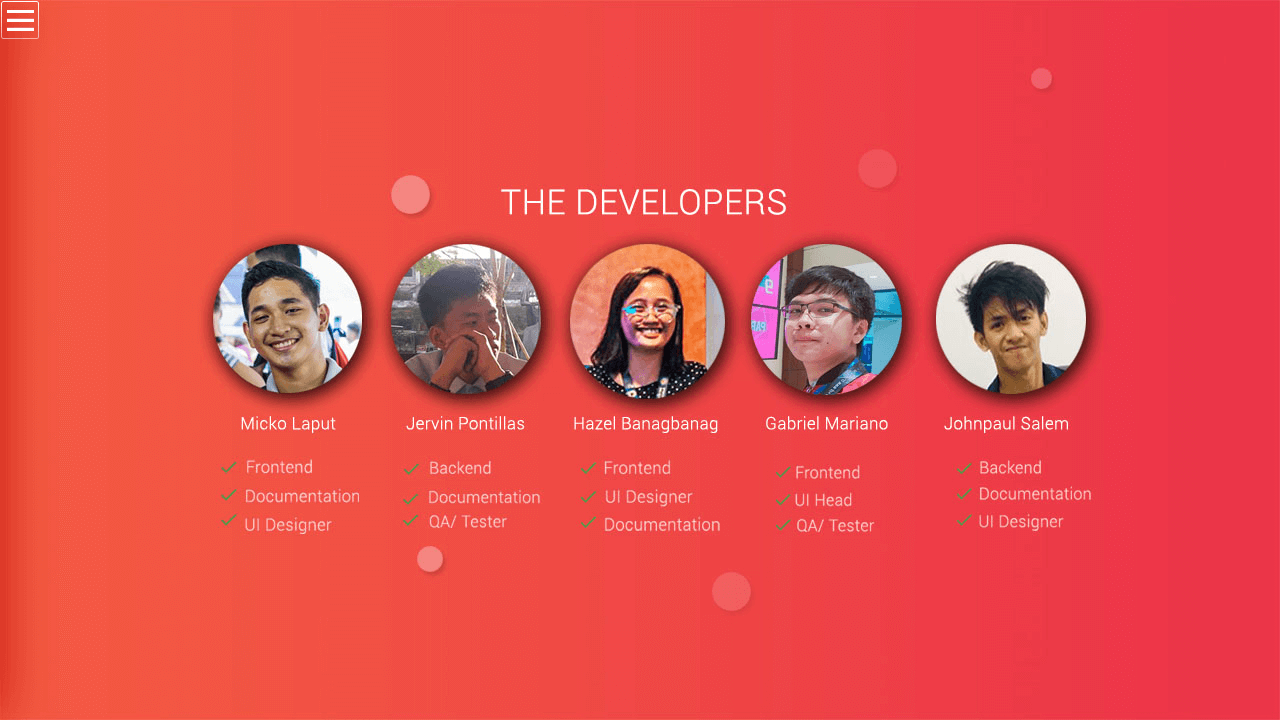 THE DEVELOPERS
Micko Laput
Frontend
Documentation
UI Designer
Jervin Pontillas
Backend
Documentation
QA/ Tester
Hazel Banagbanag
Frontend
UI Designer
Documentation
Gabriel Mariano
Frontend
UI Head
QA/ Tester
Johnpaul Salem
Backend
Documentation
UI Designer